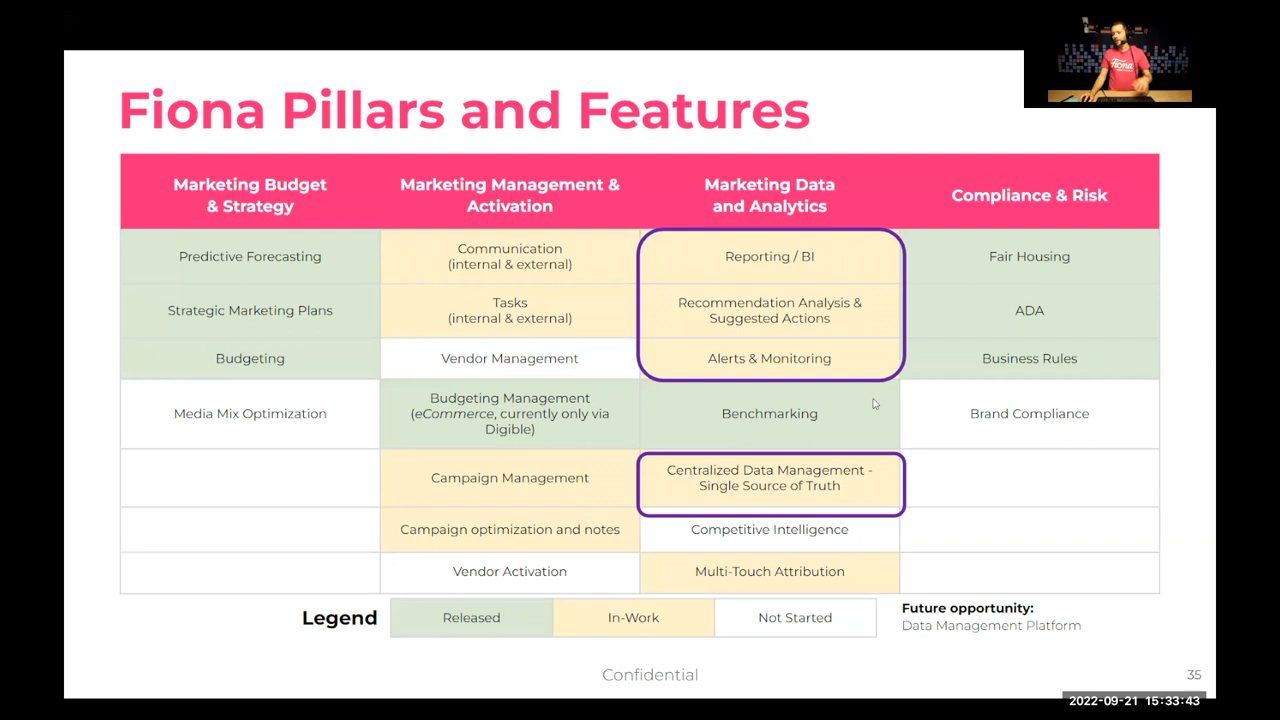 Fiona Pillars and Features
Marketing Budget
& Strategy
Marketing Management &
Activation
Marketing Data
and Analytics
Compliance & Risk
Predictive Forecasting
Communication
(internal & external)
Reporting / BI
Fair Housing
Strategic Marketing Plans
Tasks
(internal & external)
Recommendation Analysis &
Suggested Actions
ADA
Budgeting
Vendor Management
Alerts & Monitoring
Business Rules
Media Mix Optimization
Budgeting Management
(eCommerce, currently only via
Digible)
Benchmarking
Brand Compliance
Campaign Management
Centralized Data Management -
Single Source of Truth
Campaign optimization and notes
Competitive Intelligence
Vendor Activation
Multi-Touch Attribution
Legend
Released
In-Work
Not Started
Future opportunity:
Data Management Platform
Confidential
35
2022-09-21 15:33:43
fiona